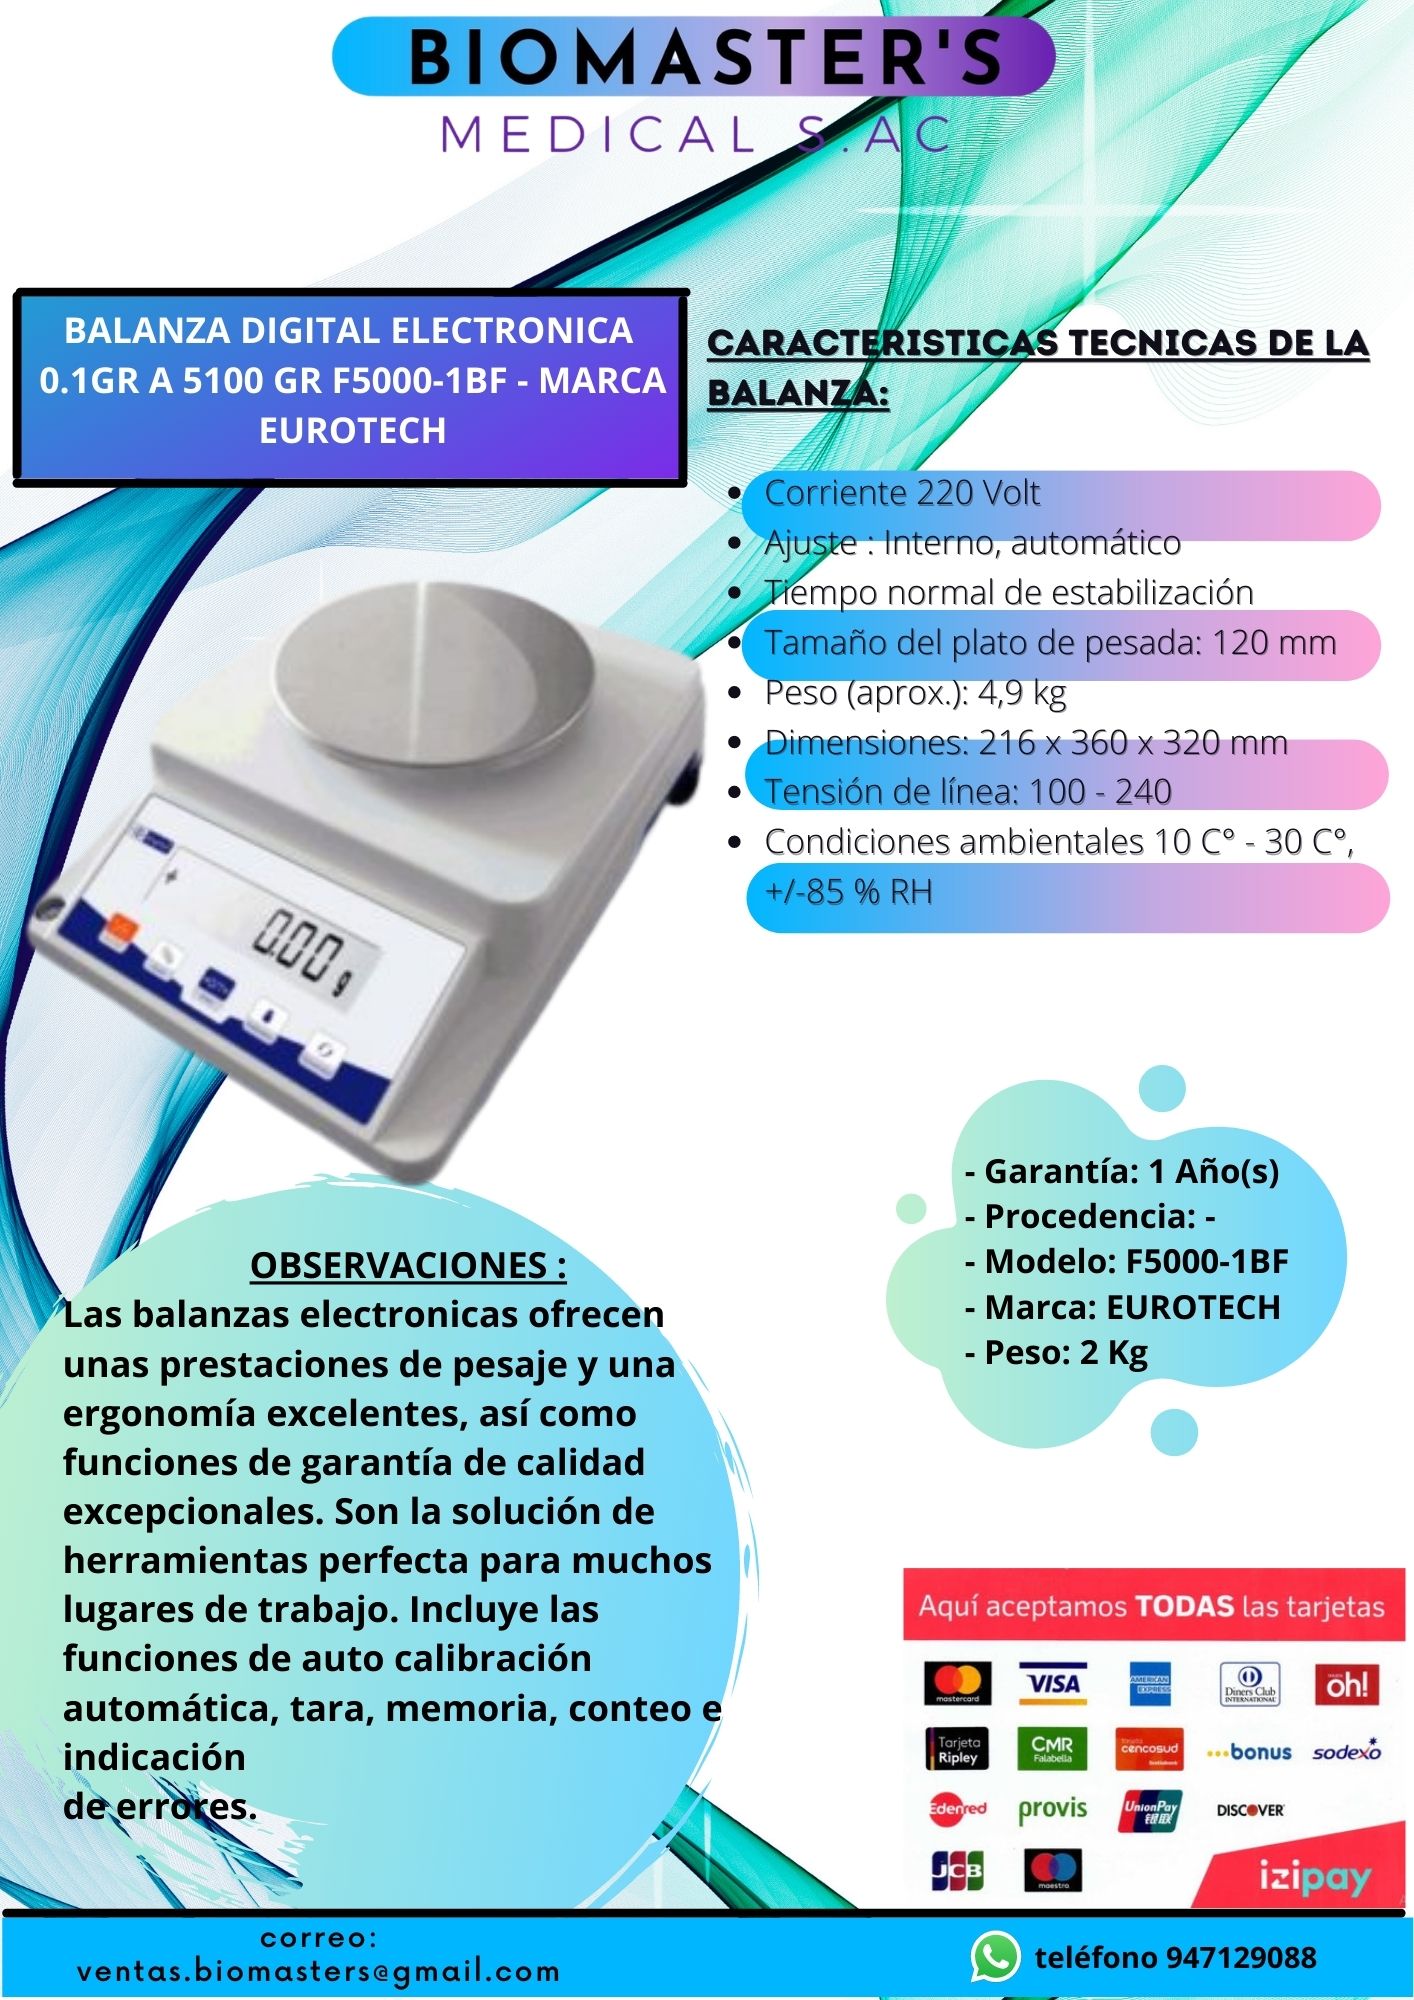 BIOMASTER'S
MEDICAL S.AC
BALANZA DIGITAL ELECTRONICA
0.1GR A 5100 GR F5000-1BF - MARCA
EUROTECH
CARACTERISTICAS TECNICAS DE LA
BALANZA:
• Corriente 220 Volt
• Ajuste : Interno, automático
• Tiempo normal de estabilización
• Tamaño del plato de pesada: 120 mm
• Peso (aprox.): 4,9 kg
• Dimensiones: 216 x 360 x 320 mm
• Tensión de línea: 100 - 240
• Condiciones ambientales 10 C° - 30 C°,
+/-85 % RH
0.00 g
- Garantía: 1 Año(s)
- Procedencia: -
- Modelo: F5000-1BF
- Marca: EUROTECH
- Peso: 2 Kg
OBSERVACIONES :
Las balanzas electronicas ofrecen
unas prestaciones de pesaje y una
ergonomía excelentes, así como
funciones de garantía de calidad
excepcionales. Son la solución de
herramientas perfecta para muchos
lugares de trabajo. Incluye las
funciones de auto calibración
automática, tara, memoria, conteo e
indicación
de errores.
Aquí aceptamos TODAS las tarjetas
mastercard
VISA
AMERICAN
EXPRESS
Diners Club
INTERNATIONAL
oh!
Tarjeta
Ripley
CMR
Falabella
cencosud
Scotiabank
bonus
sodexo
Edenred
provis
UnionPay
银联
DISCOVER
JCB
maestro
izipay
correo:
ventas.biomasters@gmail.com
teléfono 947129088